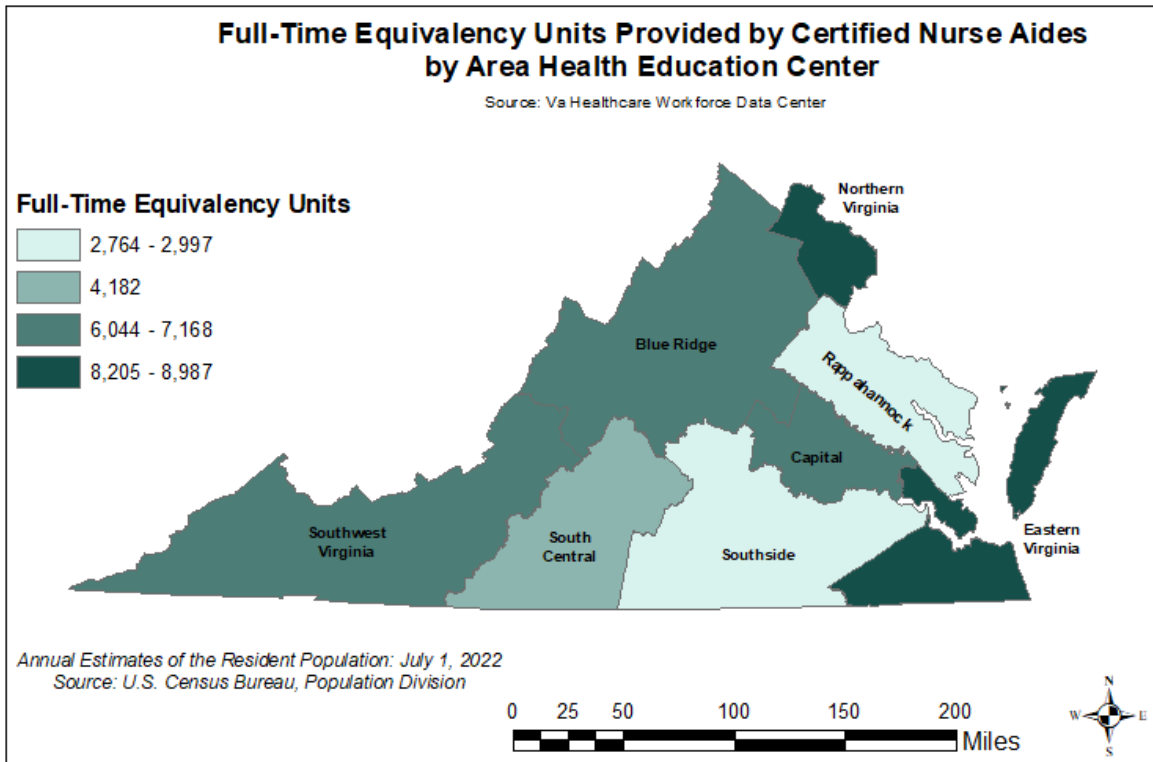 Full-Time Equivalency Units Provided by Certified Nurse Aides
by Area Health Education Center
Source: Va Healthcare Workforce Data Center
Full-Time Equivalency Units
2,764 - 2,997
4,182
6,044 - 7,168
8,205 - 8,987
Northern
Virginia
Blue Ridge
Rappahannock
Capital
Southwest
Virginia
South
Central
Southside
Eastern
Virginia
Annual Estimates of the Resident Population: July 1, 2022
Source: U.S. Census Bureau, Population Division
0 25 50 100 150 200
Miles
N
W E
S